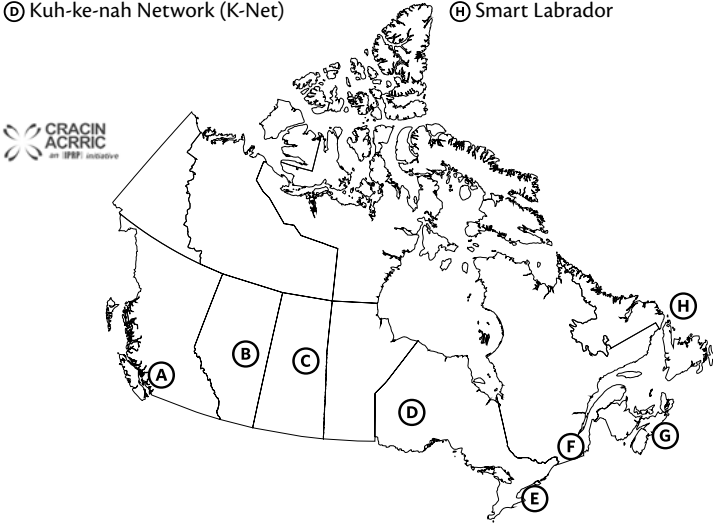 Ⓓ Kuh-ke-nah Network (K-Net)
Ⓗ Smart Labrador
CRACIN
ACRRIC
an IPRP initiative
H
B
C
A
D
F
G
E